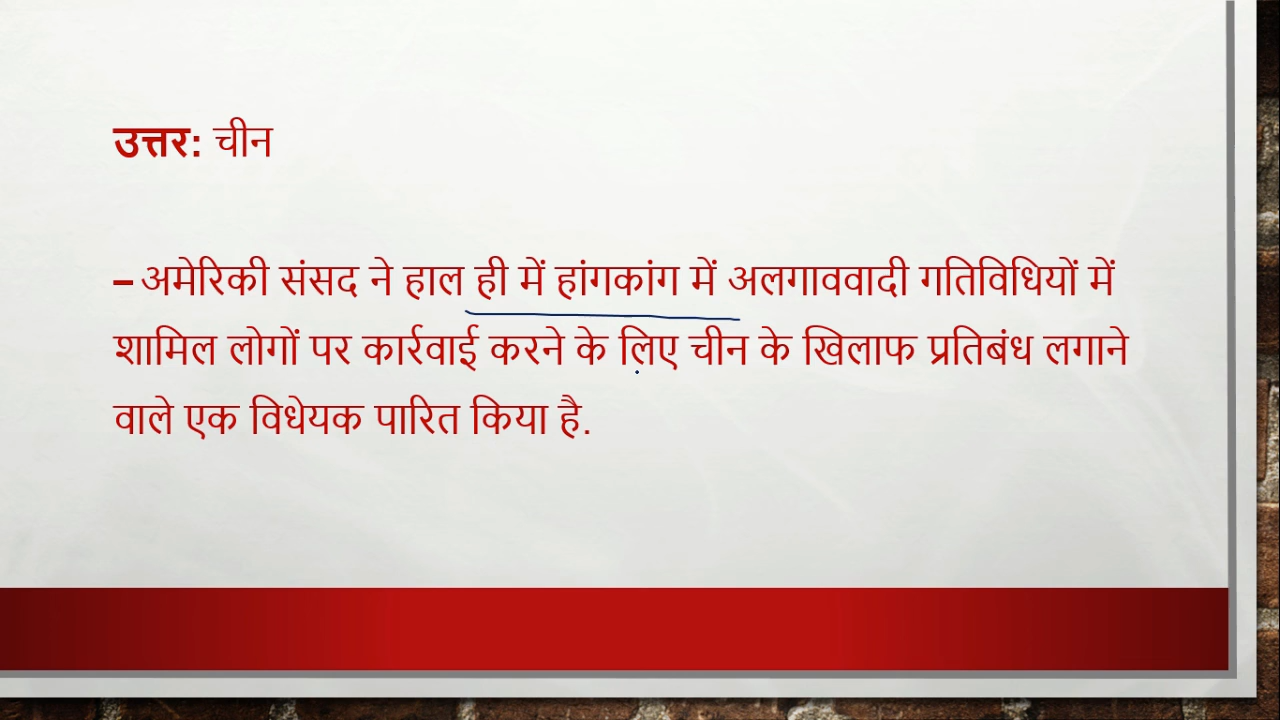 उत्तर: चीन
– अमेरिकी संसद ने हाल ही में हांगकांग में अलगाववादी गतिविधियों में
शामिल लोगों पर कार्रवाई करने के लिए चीन के खिलाफ प्रतिबंध लगाने
वाले एक विधेयक पारित किया है.